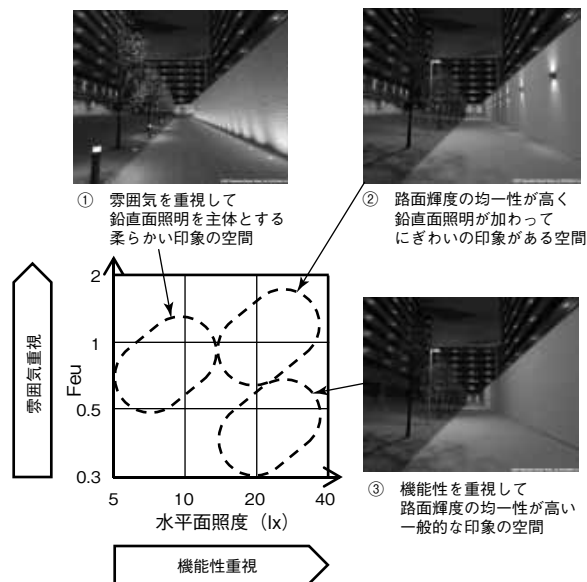 ① 雰囲気を重視して
鉛直面照明を主体とする
柔らかい印象の空間
② 路面輝度の均一性が高く
鉛直面照明が加わって
にぎわいの印象がある空間
雰囲気重視
Feu
2
1
0.5
0.3
5
10
20
40
水平面照度（lx）
機能性重視
③ 機能性を重視して
路面輝度の均一性が高い
一般的な印象の空間